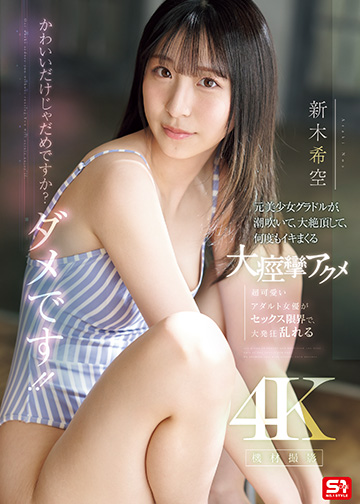 かわいいだけじゃだめですか?
ダメです!!
新木希空
元美少女グラドルが、
潮吹いて、大絶頂して、
何度もイキまくる
大痙攣アクメ
超可愛い
アダルト女優が
セックス限界で、
大発狂乱れる
4K
機材撮影
S1
NO.1 STYLE